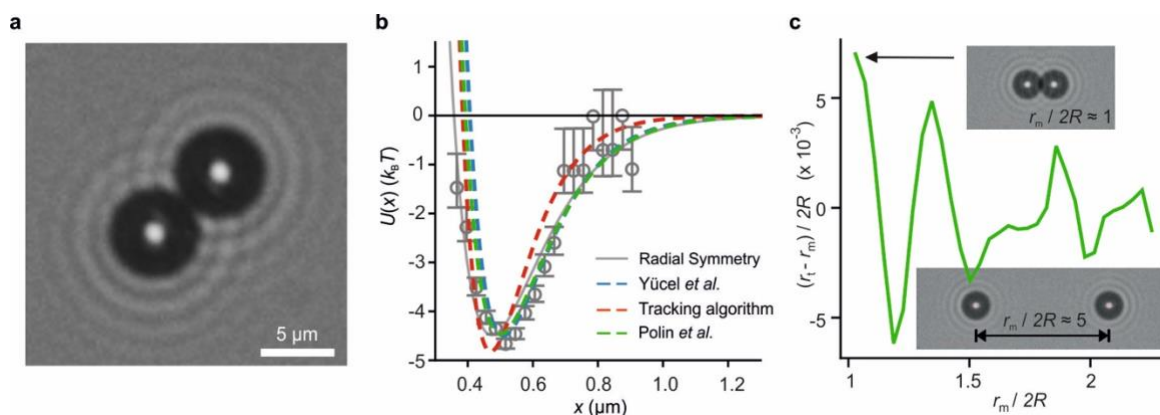 a
5 µm
b
U(x) (kBT)
0
-1
-2
-3
-4
-5
0.4 0.6 0.8 1.0 1.2
x (µm)
Radial Symmetry
Yücel et al.
Tracking algorithm
Polin et al.
c
(rt - rm) / 2R (x 10-3)
5
0
-5
1 1.5 2
rm / 2R
rm / 2R ≈ 1
rm / 2R ≈ 5